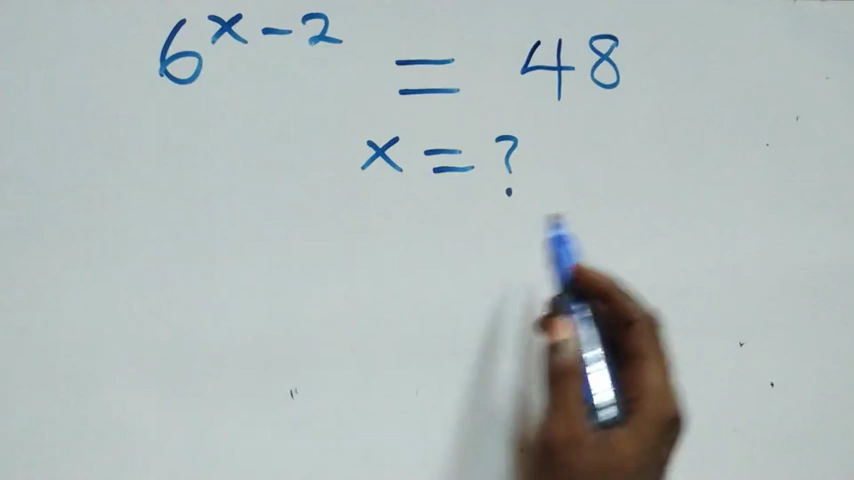 6^{x-2} = 48
x = ?